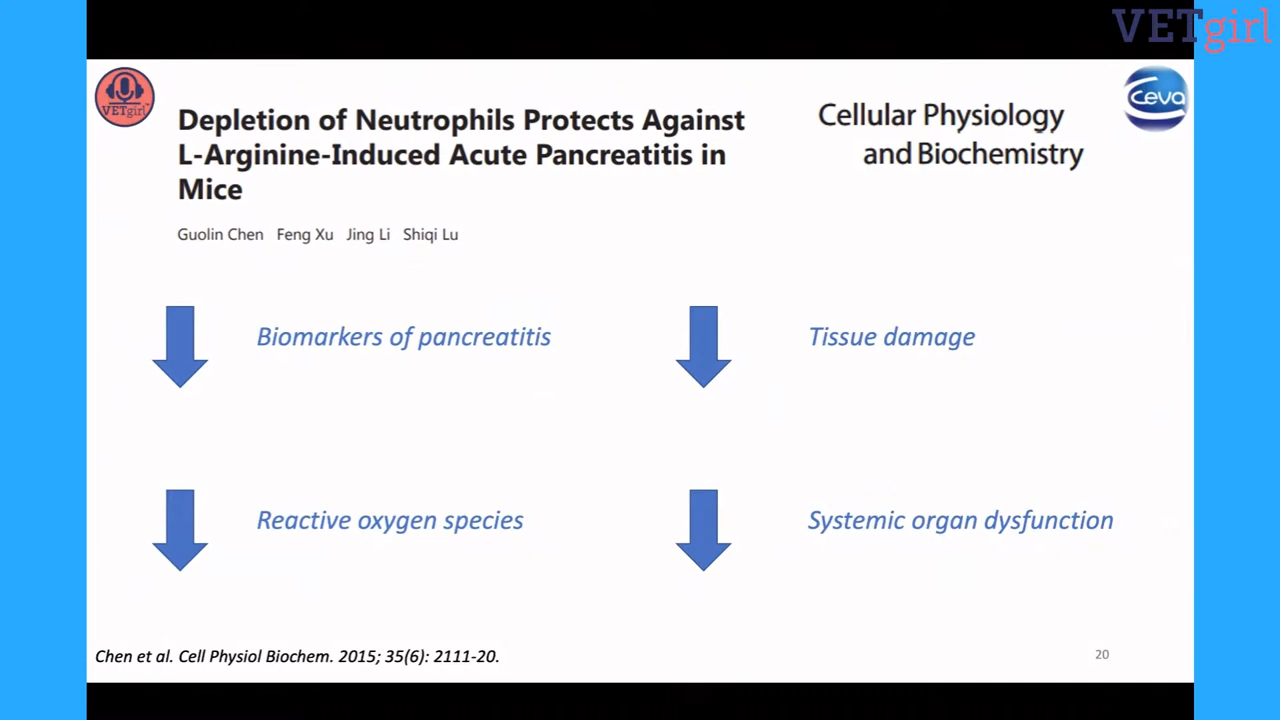 VETgirl
VETgirl
ceva
Depletion of Neutrophils Protects Against
L-Arginine-Induced Acute Pancreatitis in
Mice
Cellular Physiology
and Biochemistry
Guolin Chen Feng Xu Jing Li Shiqi Lu
Biomarkers of pancreatitis
Tissue damage
Reactive oxygen species
Systemic organ dysfunction
Chen et al. Cell Physiol Biochem. 2015; 35(6): 2111-20.
20